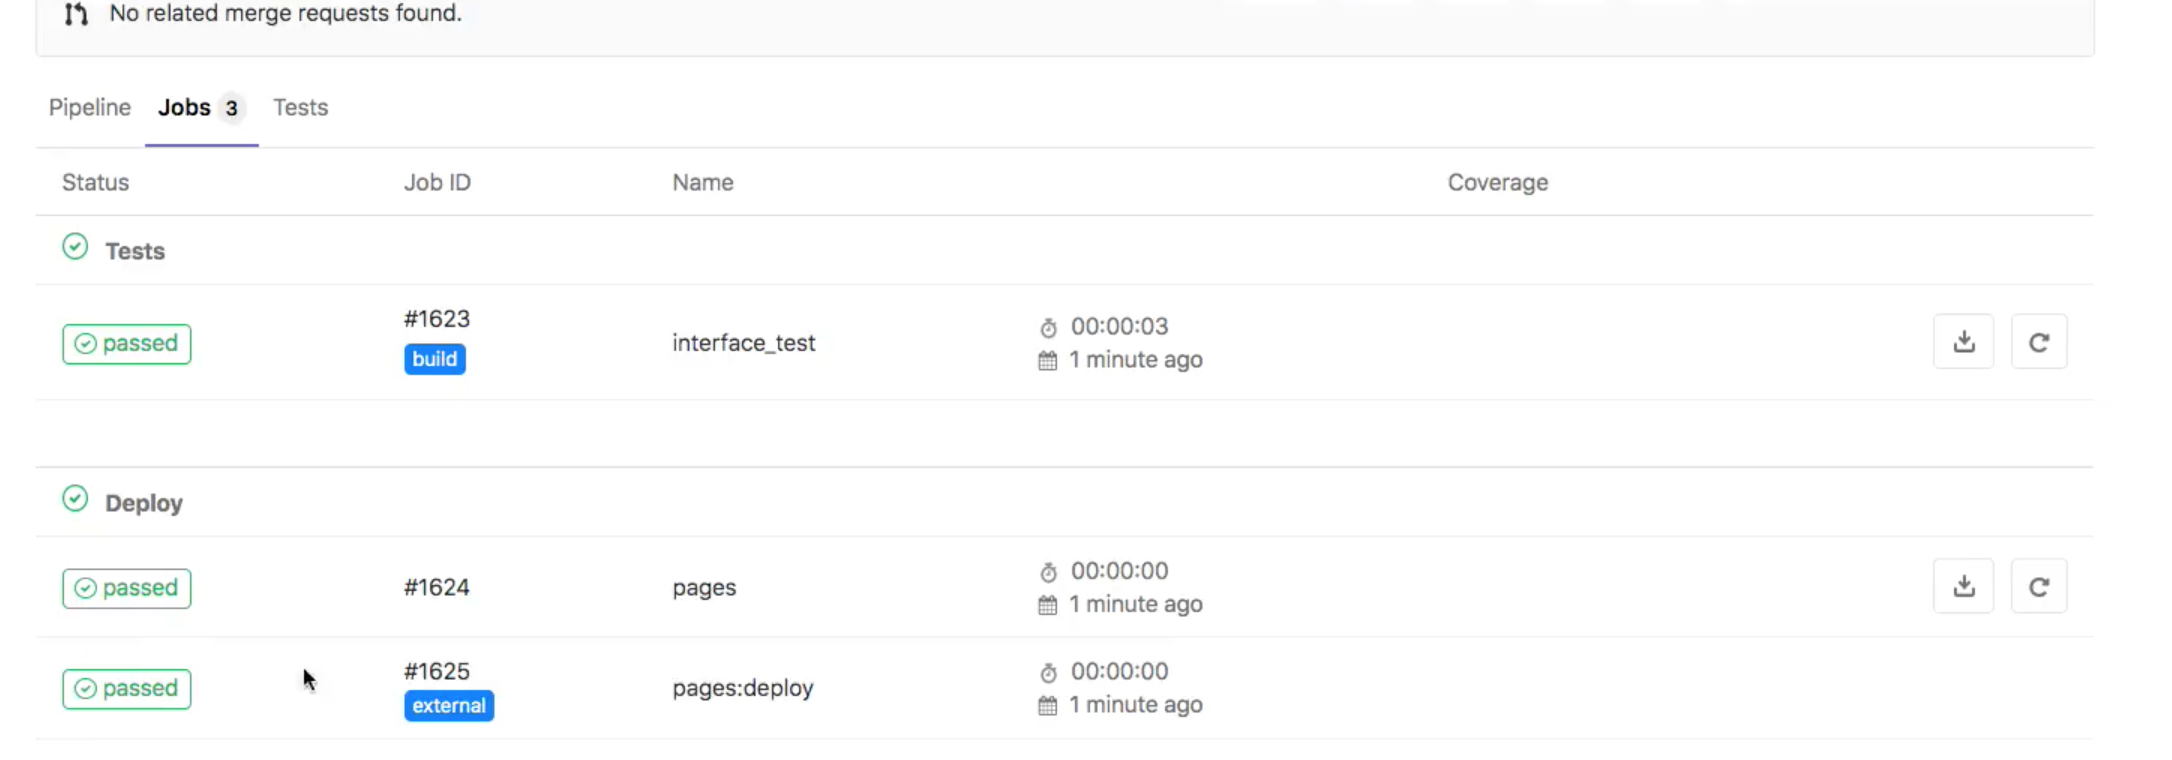 No related merge requests found.
Pipeline Jobs 3 Tests
Status Job ID Name Coverage
Tests
passed #1623 build interface_test 00:00:03
1 minute ago
Deploy
passed #1624 pages 00:00:00
1 minute ago
passed #1625 external pages:deploy 00:00:00
1 minute ago